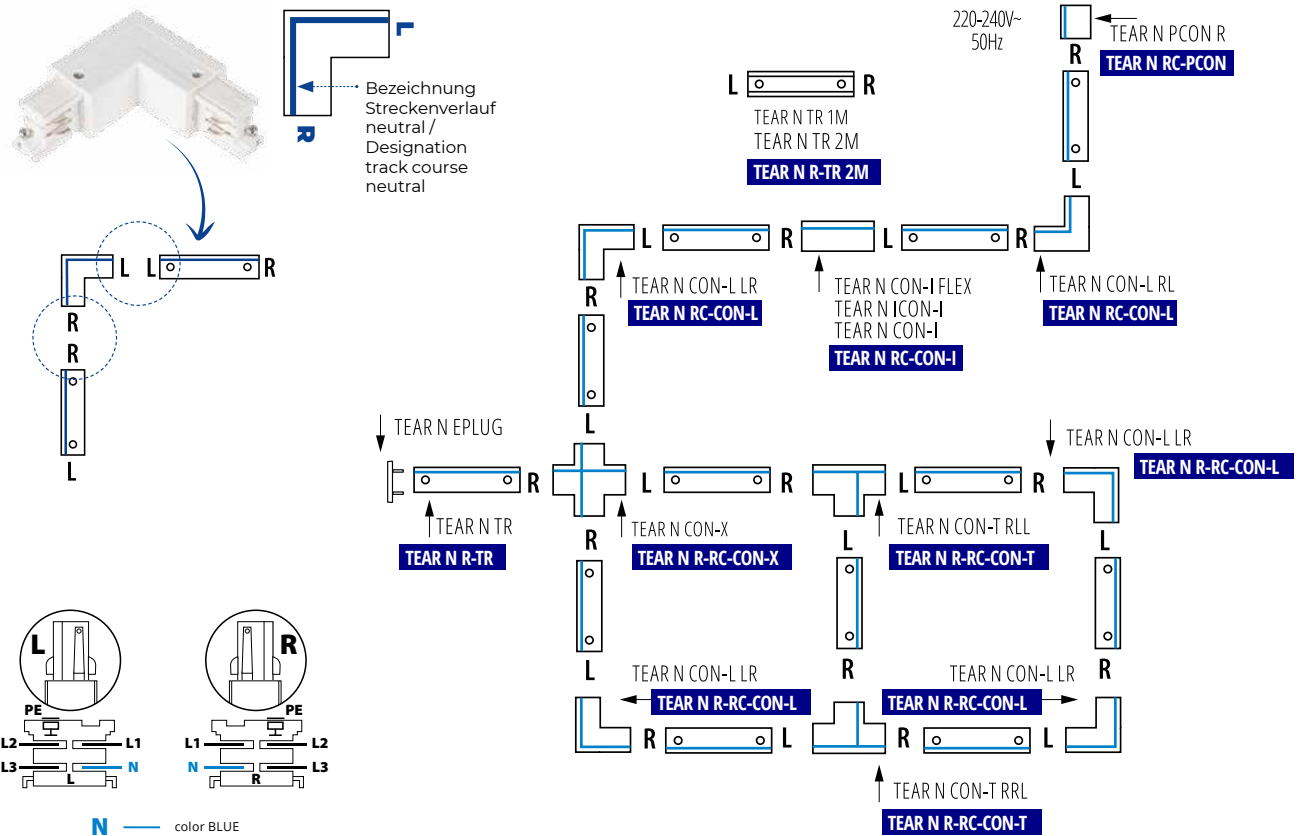 L
R
Bezeichnung
Streckenverlauf
neutral /
Designation
track course
neutral
220-240V~
50Hz
TEAR N PCON R
TEAR N RC-PCON
R
L
L R
TEAR N TR 1M
TEAR N TR 2M
TEAR N R-TR 2M
L R L R
TEAR N CON-L LR
TEAR N RC-CON-L
TEAR N CON-I FLEX
TEAR N ICON-I
TEAR N CON-I
TEAR N RC-CON-I
TEAR N CON-L RL
TEAR N RC-CON-L
L L R
R
R
L
R
L
TEAR N EPLUG
TEAR N CON-L LR
TEAR N R-RC-CON-L
R L R L R
TEAR N TR
TEAR N R-TR
TEAR N CON-X
TEAR N R-RC-CON-X
TEAR N CON-T RLL
TEAR N R-RC-CON-T
R L L
L R R
TEAR N CON-L LR
TEAR N R-RC-CON-L
TEAR N CON-L LR
TEAR N R-RC-CON-L
R L R L
TEAR N CON-T RRL
TEAR N R-RC-CON-T
L R
PE PE
L2 L1 L1 L2
L3 N N L3
L R
N color BLUE